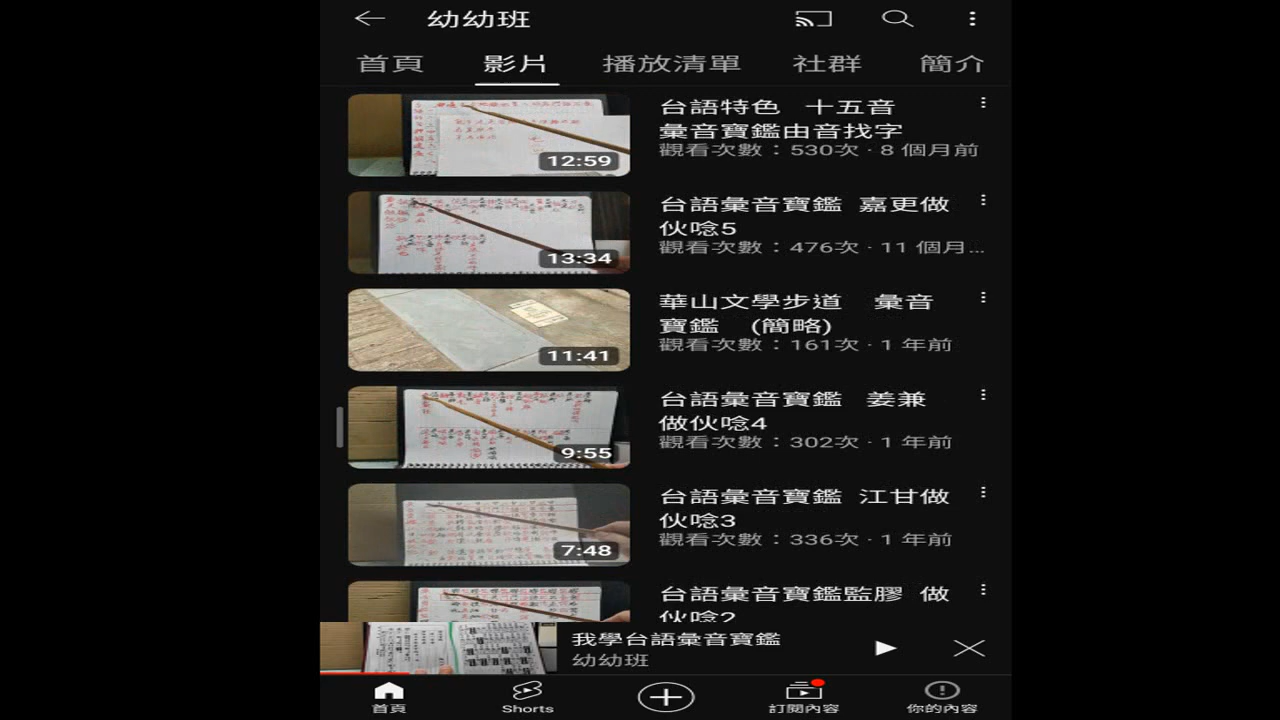 幼幼班
首頁 影片 播放清單 社群 簡介
台語特色 十五音
彙音寶鑑由音找字
觀看次數：530次 · 8 個月前
12:59
台語彙音寶鑑 嘉更做
伙唸5
觀看次數：476次 · 11 個月...
13:34
華山文學步道 彙音
寶鑑 (簡略)
觀看次數：161次 · 1 年前
11:41
台語彙音寶鑑 姜兼
做伙唸4
觀看次數：302次 · 1 年前
9:55
台語彙音寶鑑 江甘做
伙唸3
觀看次數：336次 · 1 年前
7:48
台語彙音寶鑑監膠 做
伙唸2
我學台語彙音寶鑑
幼幼班
首頁 Shorts 訂閱內容 你的內容